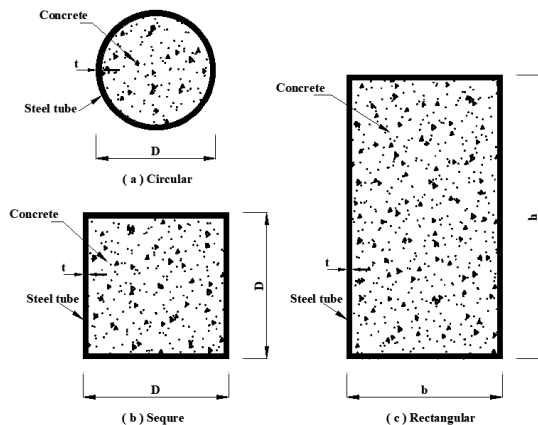 Concrete
t
Steel tube
D
( a ) Circular
Concrete
t
Steel tube
D
D
( b ) Sequre
Concrete
t
Steel tube
h
b
( c ) Rectangular